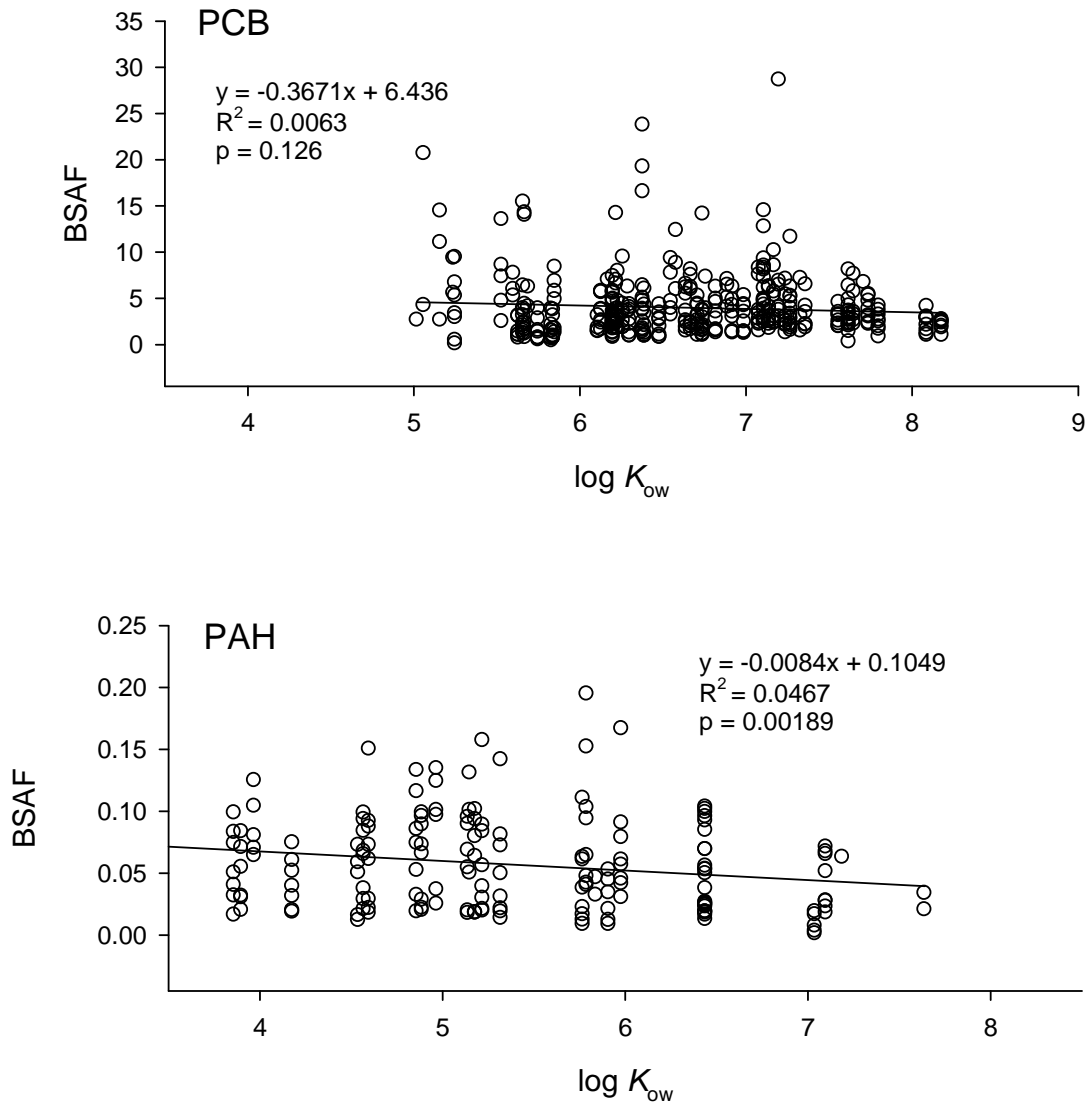 PCB
y = -0.3671x + 6.436
R² = 0.0063
p = 0.126
35
30
25
20
15
10
5
0
BSAF
4 5 6 7 8 9
log Kow
PAH
y = -0.0084x + 0.1049
R² = 0.0467
p = 0.00189
0.25
0.20
0.15
0.10
0.05
0.00
BSAF
4 5 6 7 8
log Kow